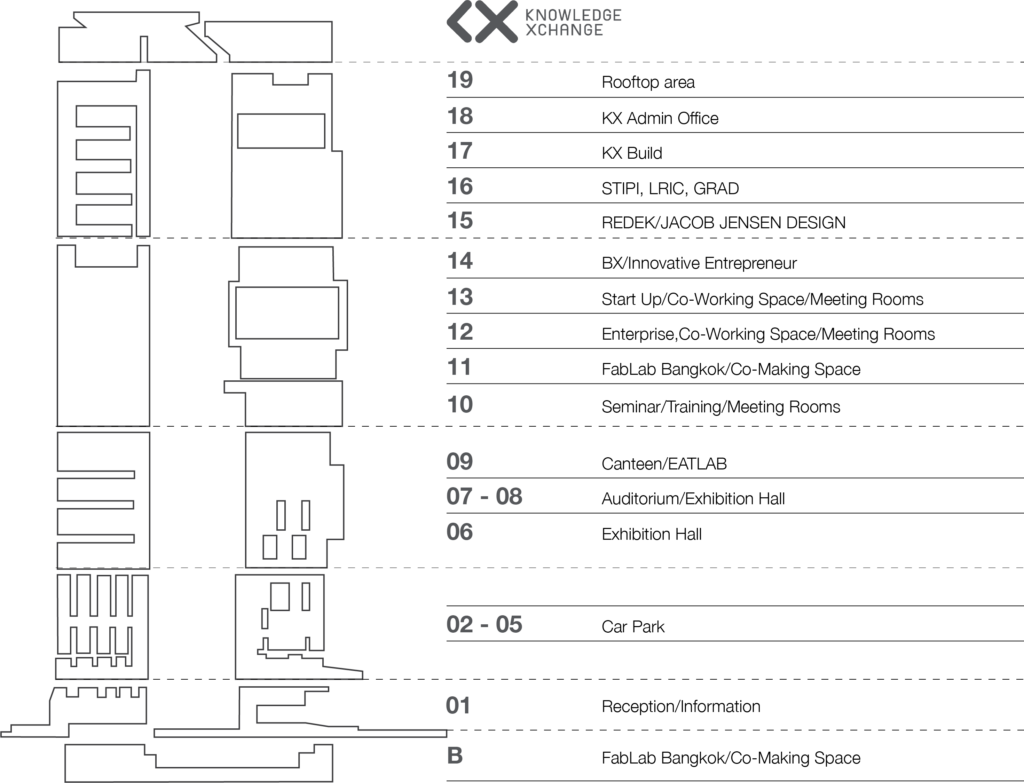 KNOWLEDGE
XCHANGE
19 Rooftop area
18 KX Admin Office
17 KX Build
16 STIPI, LRIC, GRAD
15 REDEK/JACOB JENSEN DESIGN
14 BX/Innovative Entrepreneur
13 Start Up/Co-Working Space/Meeting Rooms
12 Enterprise,Co-Working Space/Meeting Rooms
11 FabLab Bangkok/Co-Making Space
10 Seminar/Training/Meeting Rooms
09 Canteen/EATLAB
07 - 08 Auditorium/Exhibition Hall
06 Exhibition Hall
02 - 05 Car Park
01 Reception/Information
B FabLab Bangkok/Co-Making Space